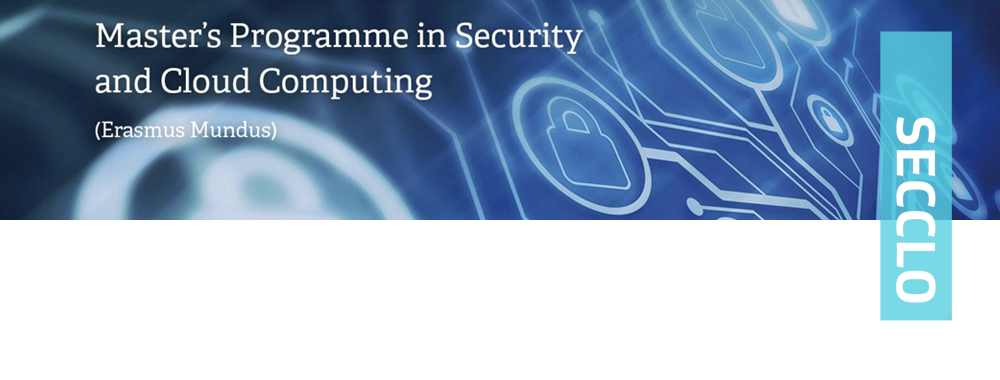 Master's Programme in Security
and Cloud Computing
(Erasmus Mundus)
SECCLO